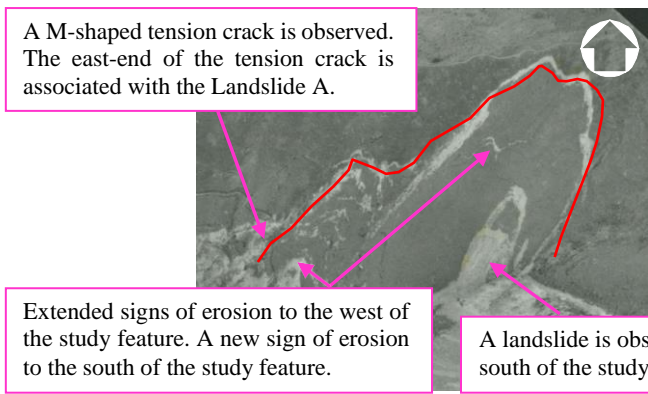 A M-shaped tension crack is observed.
The east-end of the tension crack is
associated with the Landslide A.
Extended signs of erosion to the west of
the study feature. A new sign of erosion
to the south of the study feature.
A landslide is obs
south of the study